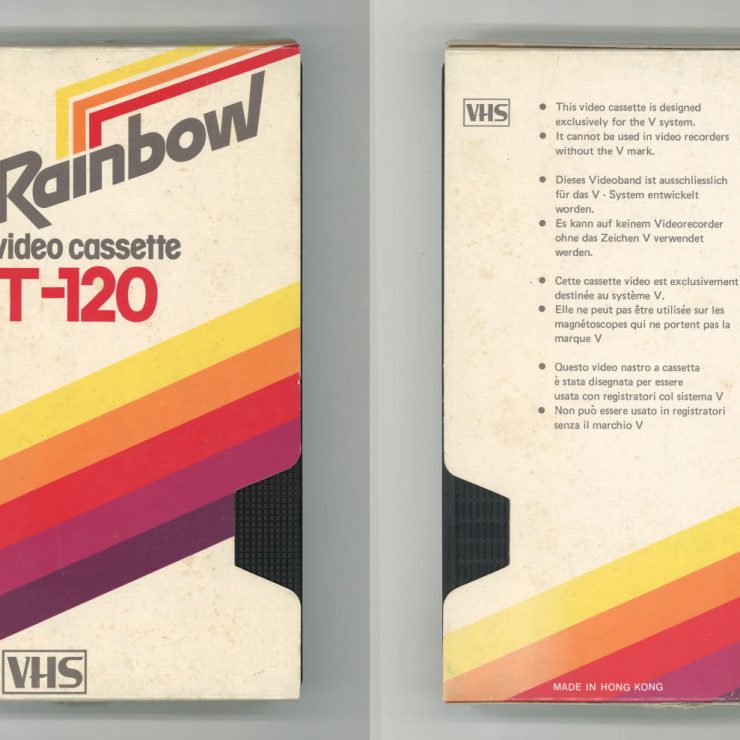 Rainbow
video cassette
T-120
VHS
VHS
● This video cassette is designed
exclusively for the V system.
● It cannot be used in video recorders
without the V mark.
● Dieses Videoband ist ausschliesslich
für das V - System entwickelt
worden.
● Es kann auf keinem Videorecorder
ohne das Zeichen V verwendet
werden.
● Cette cassette video est exclusivement
destinée au système V.
● Elle ne peut pas être utilisée sur les
magnétoscopes qui ne portent pas la
marque V
● Questo video nastro a cassetta
è stata disegnata per essere
usata con registratori col sistema V
● Non può essere usato in registratori
senza il marchio V
MADE IN HONG KONG